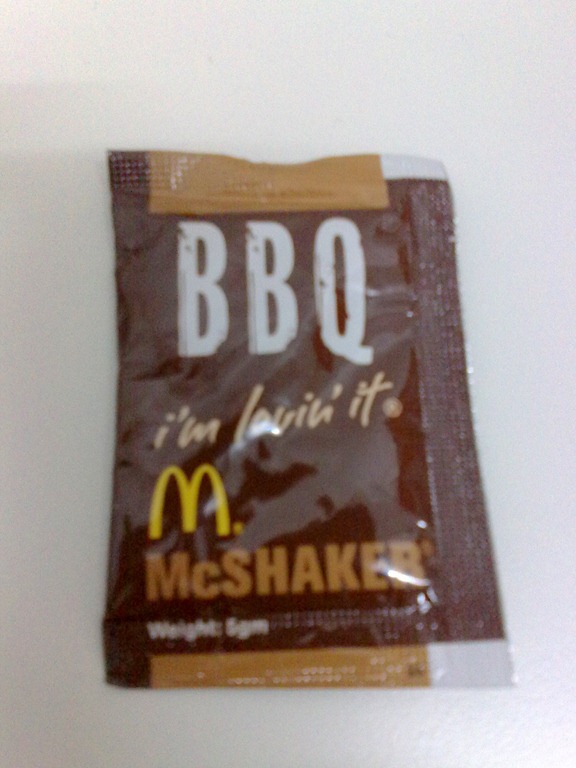 BBQ
i'm lovin' it®
McSHAKER®
Weight: 5gm